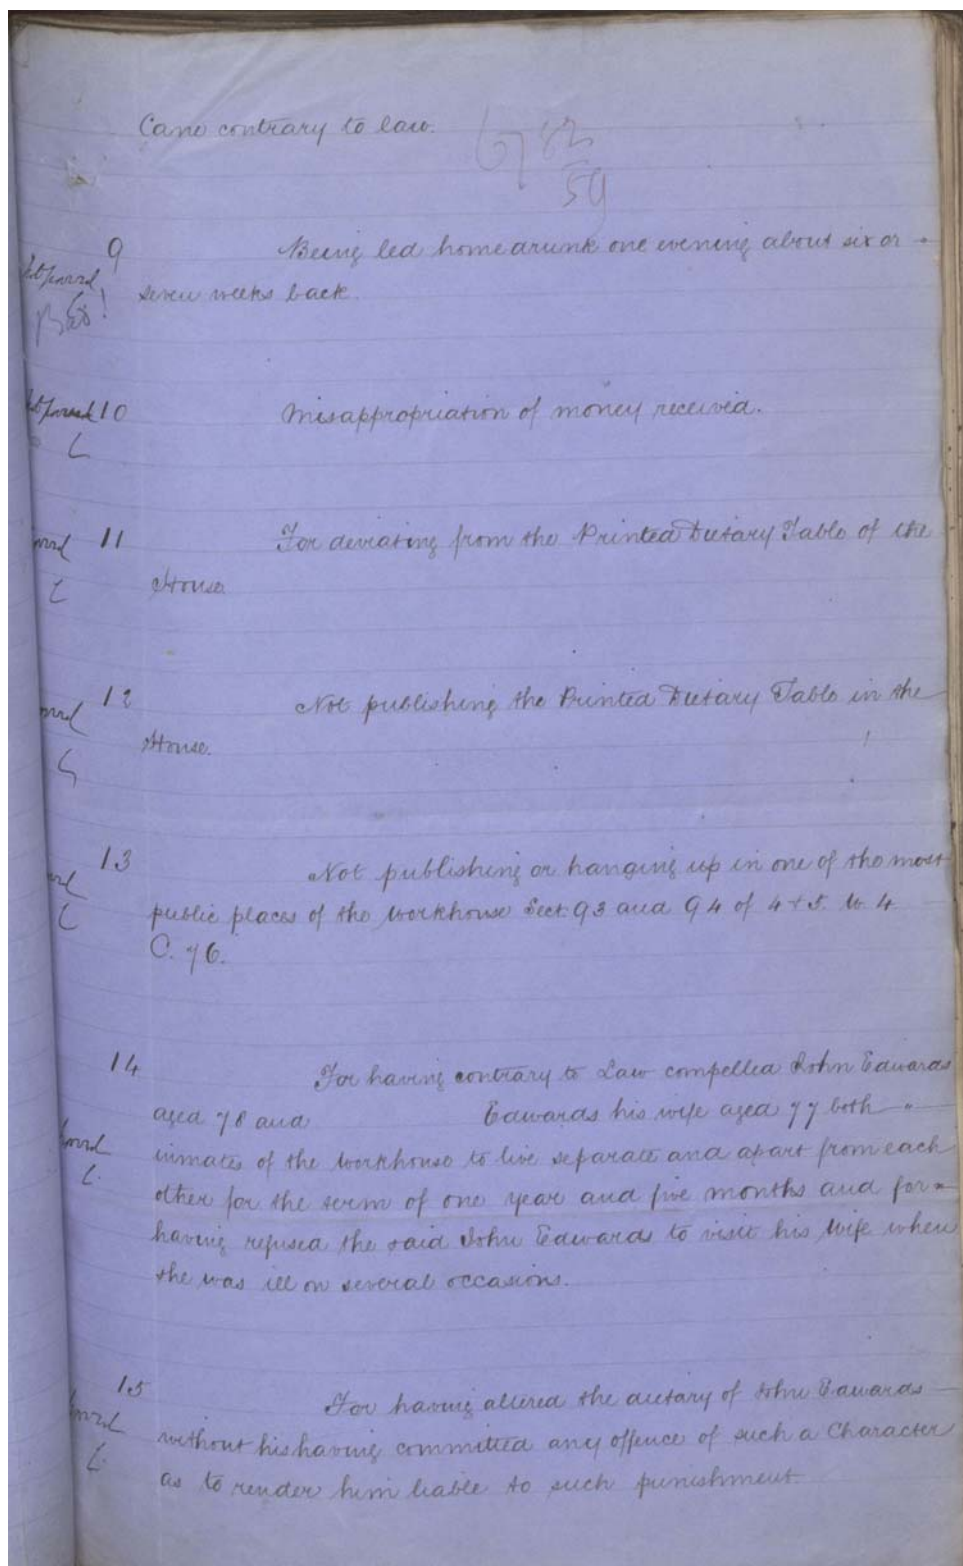 Cane contrary to law.
6782
59
9 Being led home drunk one evening about six or
seven weeks back.
10 Misappropriation of money received.
11 For deviating from the Printed Dietary Table of the
House
12 Not publishing the Printed Dietary Table in the
House.
13 Not publishing or hanging up in one of the most
public places of the Workhouse Sect. 93 and 94 of 4 & 5. W. 4
C. 76.
14 For having contrary to Law compelled John Edwards
aged 78 and Edwards his wife aged 77 both
inmates of the Workhouse to live separate and apart from each
other for the term of one year and five months and for
having refused the said John Edwards to visit his Wife when
she was ill on several occasions.
15 For having altered the dietary of John Edwards
without his having committed any offence of such a Character
as to render him liable to such punishment